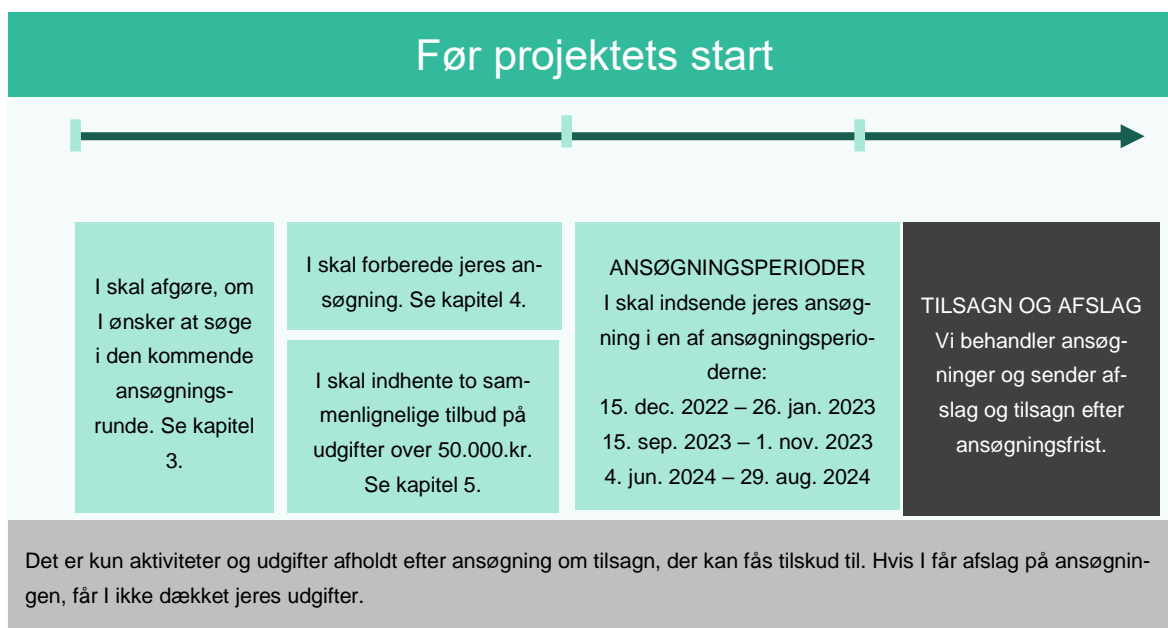 Før projektets start
I skal afgøre, om
I ønsker at søge
i den kommende
ansøgnings-
runde. Se kapitel
3.
I skal forberede jeres an-
søgning. Se kapitel 4.
I skal indhente to sam-
menlignelige tilbud på
udgifter over 50.000.kr.
Se kapitel 5.
ANSØGNINGSPERIODER
I skal indsende jeres ansøg-
ning i en af ansøgningsperio-
derne:
15. dec. 2022 – 26. jan. 2023
15. sep. 2023 – 1. nov. 2023
4. jun. 2024 – 29. aug. 2024
TILSAGN OG AFSLAG
Vi behandler ansøg-
ninger og sender af-
slag og tilsagn efter
ansøgningsfrist.
Det er kun aktiviteter og udgifter afholdt efter ansøgning om tilsagn, der kan fås tilskud til. Hvis I får afslag på ansøgnin-
gen, får I ikke dækket jeres udgifter.